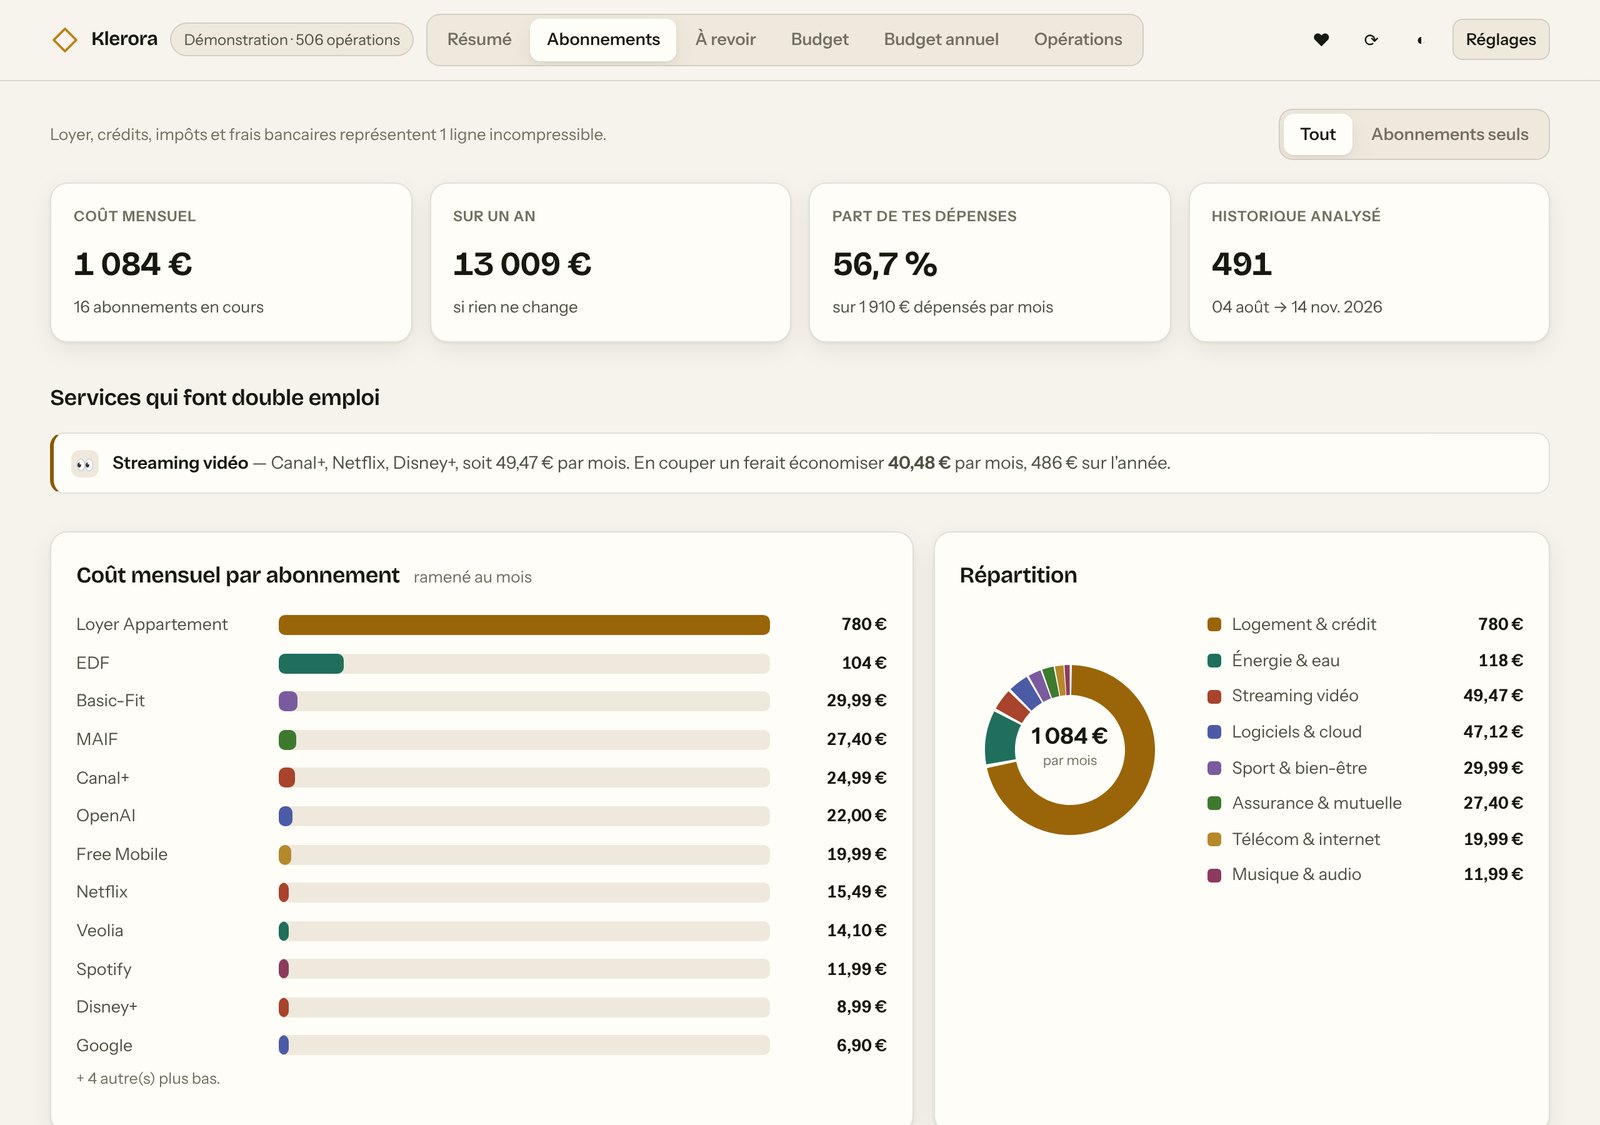 Klerora
Démonstration · 506 opérations
Résumé
Abonnements
À revoir
Budget
Budget annuel
Opérations
Réglages
Loyer, crédits, impôts et frais bancaires représentent 1 ligne incompressible.
Tout
Abonnements seuls
COÛT MENSUEL
1 084 €
16 abonnements en cours
SUR UN AN
13 009 €
si rien ne change
PART DE TES DÉPENSES
56,7 %
sur 1 910 € dépensés par mois
HISTORIQUE ANALYSÉ
491
04 août → 14 nov. 2026
Services qui font double emploi
Streaming vidéo — Canal+, Netflix, Disney+, soit 49,47 € par mois. En couper un ferait économiser 40,48 € par mois, 486 € sur l'année.
Coût mensuel par abonnement ramené au mois
Loyer Appartement 780 €
EDF 104 €
Basic-Fit 29,99 €
MAIF 27,40 €
Canal+ 24,99 €
OpenAI 22,00 €
Free Mobile 19,99 €
Netflix 15,49 €
Veolia 14,10 €
Spotify 11,99 €
Disney+ 8,99 €
Google 6,90 €
+ 4 autre(s) plus bas.
Répartition
1 084 €
par mois
Logement & crédit 780 €
Énergie & eau 118 €
Streaming vidéo 49,47 €
Logiciels & cloud 47,12 €
Sport & bien-être 29,99 €
Assurance & mutuelle 27,40 €
Télécom & internet 19,99 €
Musique & audio 11,99 €